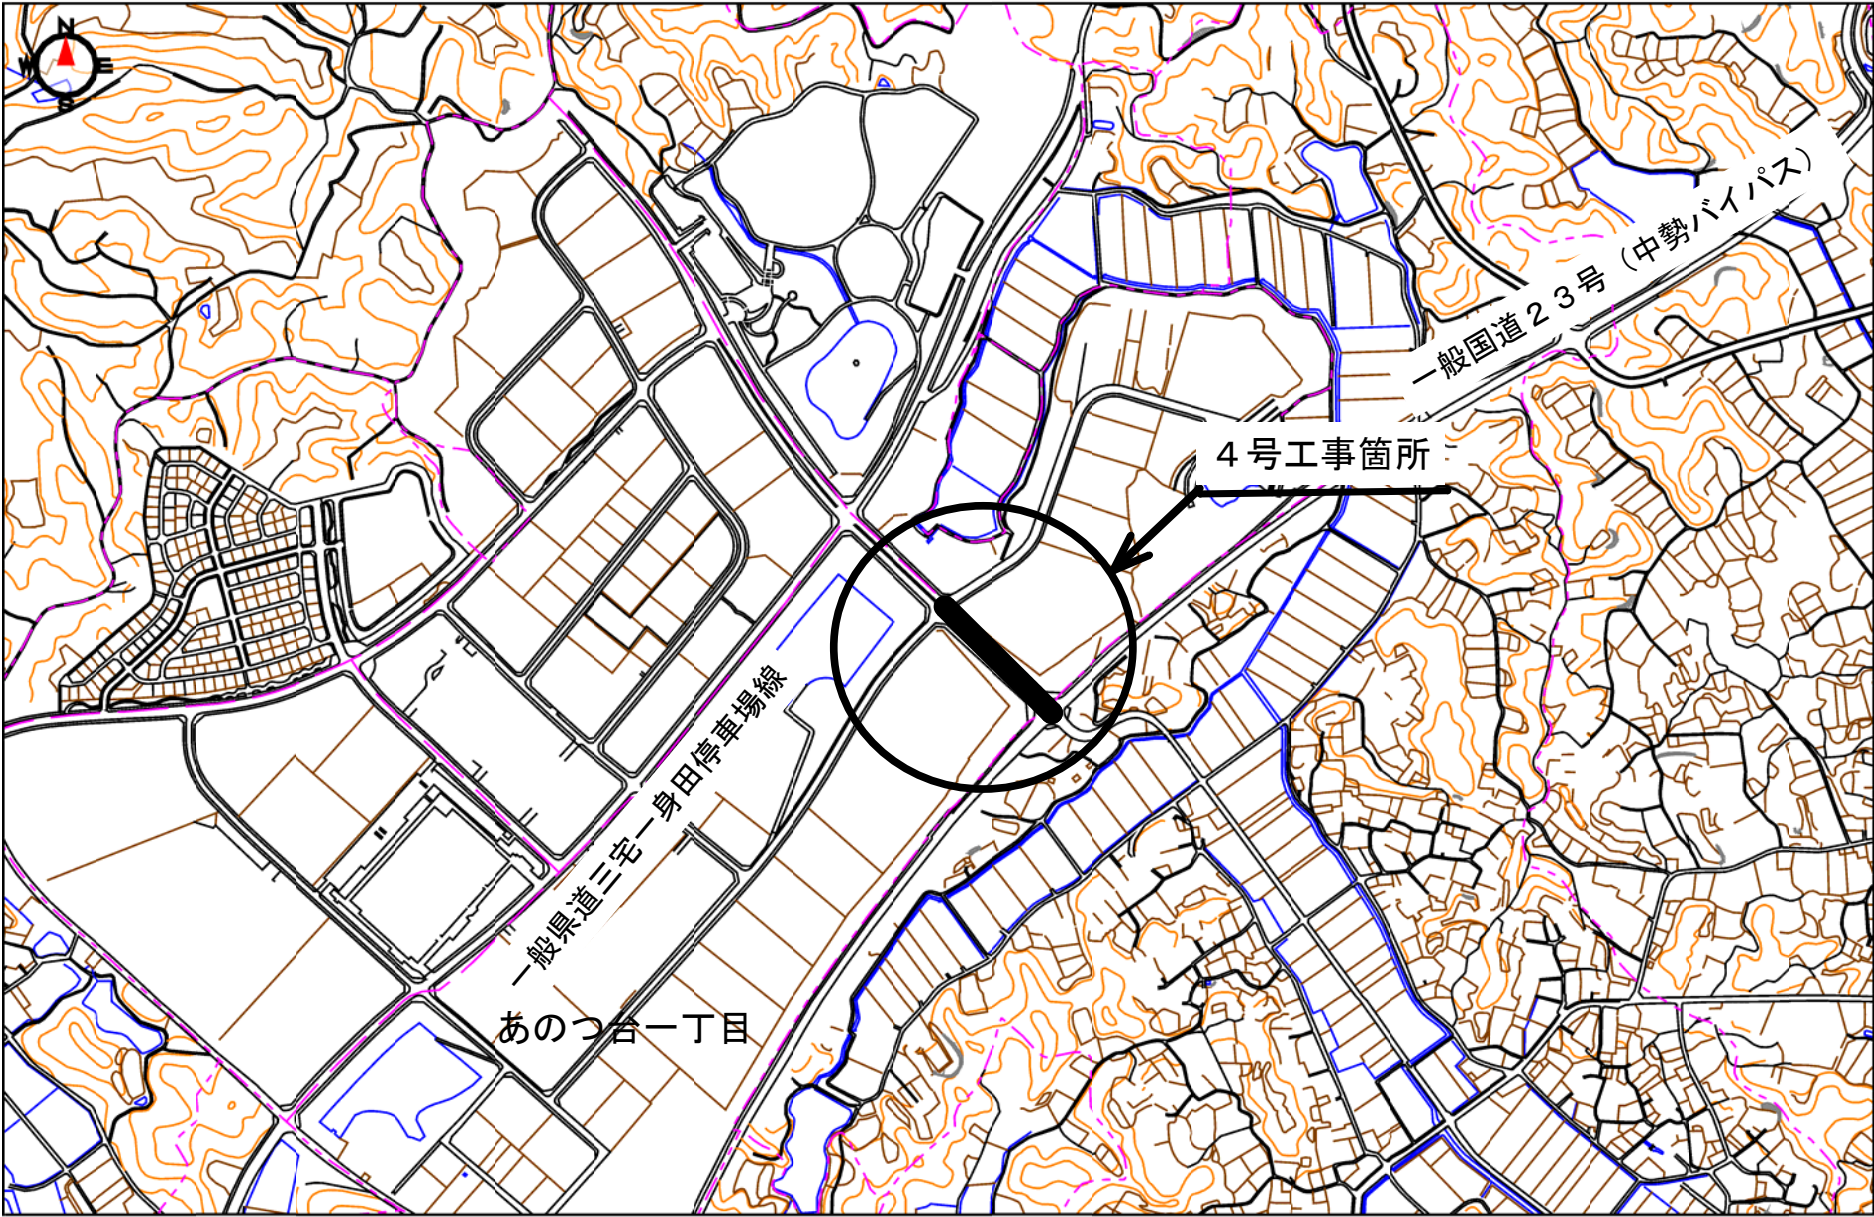 N
W E
S
一般国道２３号（中勢バイパス）
４号工事箇所
一般県道三宅一身田停車場線
あのつ台一丁目